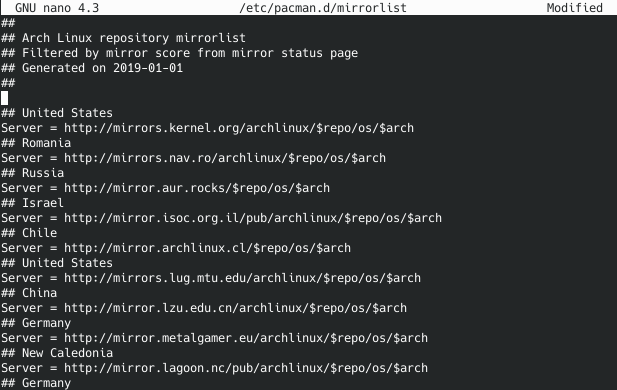 GNU nano 4.3 /etc/pacman.d/mirrorlist Modified
##
## Arch Linux repository mirrorlist
## Filtered by mirror score from mirror status page
## Generated on 2019-01-01
##
## United States
Server = http://mirrors.kernel.org/archlinux/$repo/os/$arch
## Romania
Server = http://mirrors.nav.ro/archlinux/$repo/os/$arch
## Russia
Server = http://mirror.aur.rocks/$repo/os/$arch
## Israel
Server = http://mirror.isoc.org.il/pub/archlinux/$repo/os/$arch
## Chile
Server = http://mirror.archlinux.cl/$repo/os/$arch
## United States
Server = http://mirrors.lug.mtu.edu/archlinux/$repo/os/$arch
## China
Server = http://mirror.lzu.edu.cn/archlinux/$repo/os/$arch
## Germany
Server = http://mirror.metalgamer.eu/archlinux/$repo/os/$arch
## New Caledonia
Server = http://mirror.lagoon.nc/pub/archlinux/$repo/os/$arch
## Germany